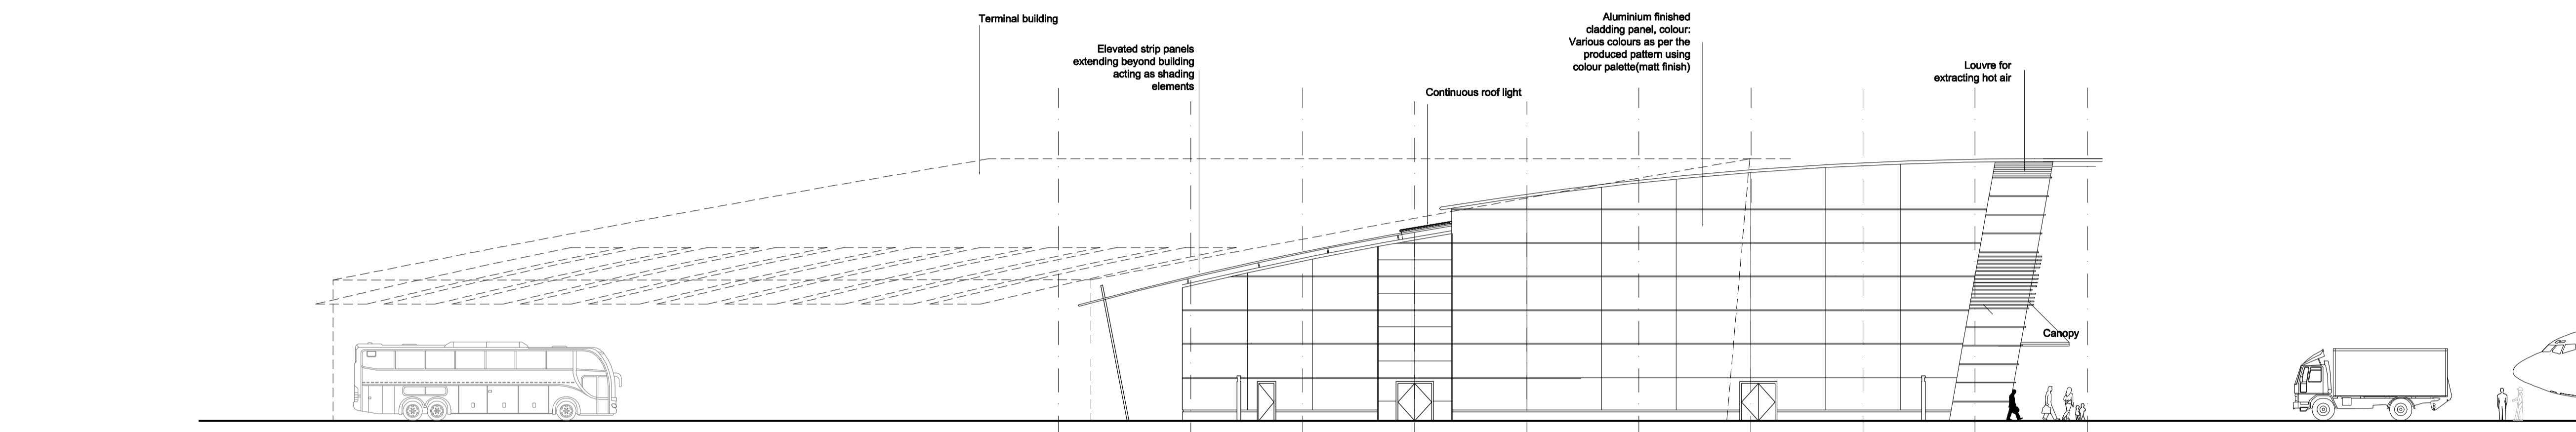 Terminal building
Elevated strip panels
extending beyond building
acting as shading
elements
Continuous roof light
Aluminium finished
cladding panel, colour:
Various colours as per the
produced pattern using
colour palette(matt finish)
Louvre for
extracting hot air
Canopy